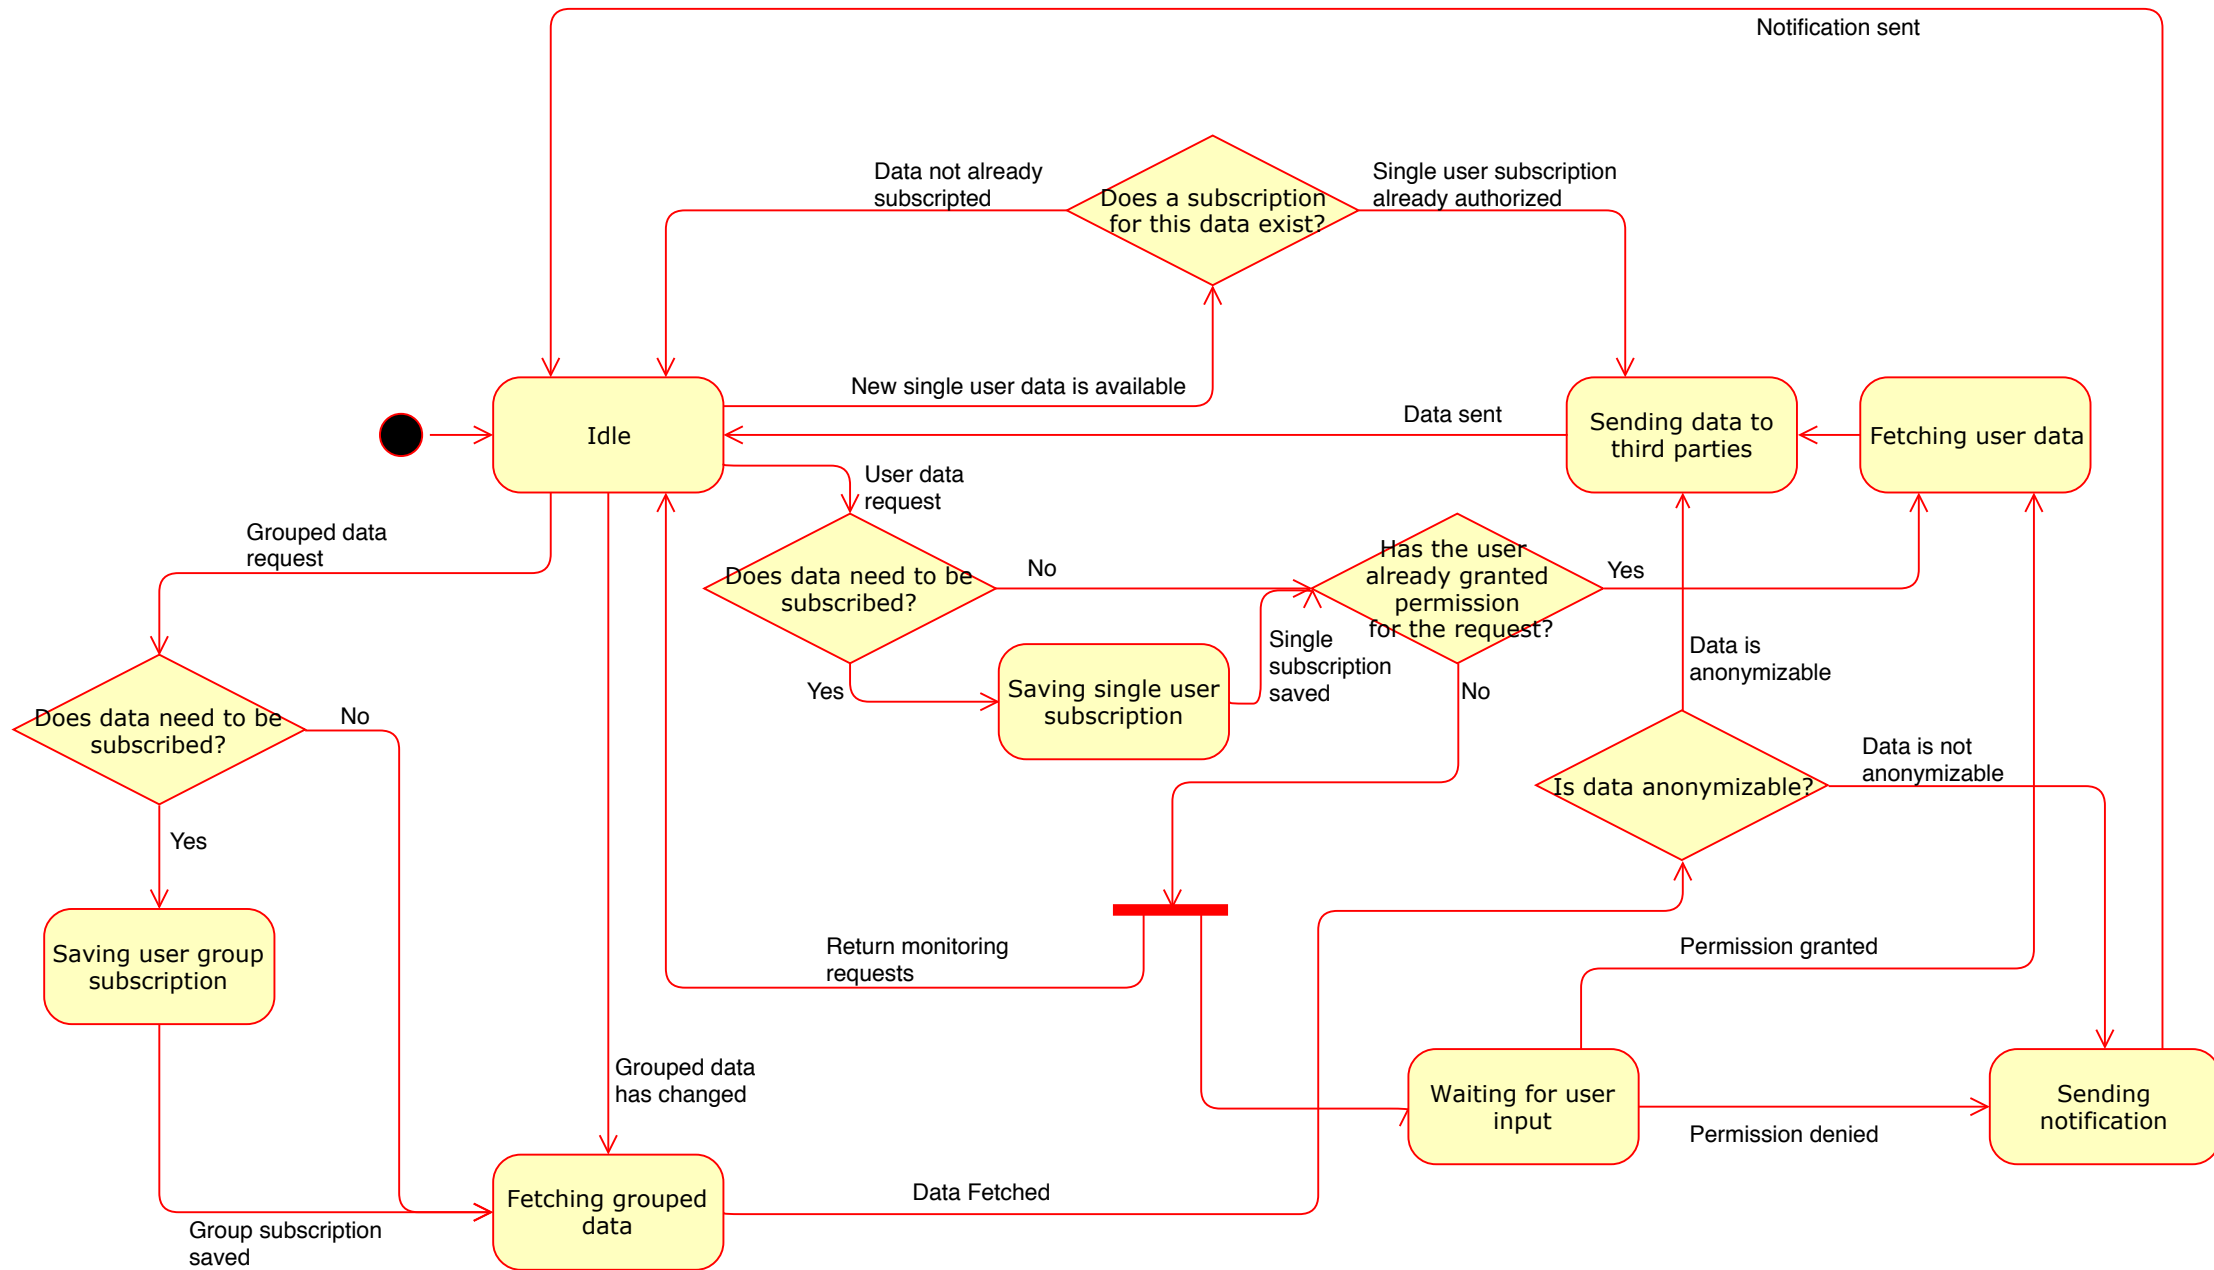 Notification sent
Data not already
subscripted
Single user subscription
already authorized
Does a subscription
for this data exist?
New single user data is available
Data sent
Idle
Sending data to
third parties
Fetching user data
User data
request
Grouped data
request
Does data need to be
subscribed?
No
Has the user
already granted
permission
for the request?
Yes
Single
subscription
saved
Data is
anonymizable
Yes
Saving single user
subscription
No
Does data need to be
subscribed?
No
Data is not
anonymizable
Is data anonymizable?
Yes
Saving user group
subscription
Return monitoring
requests
Permission granted
Grouped data
has changed
Waiting for user
input
Sending
notification
Permission denied
Fetching grouped
data
Data Fetched
Group subscription
saved